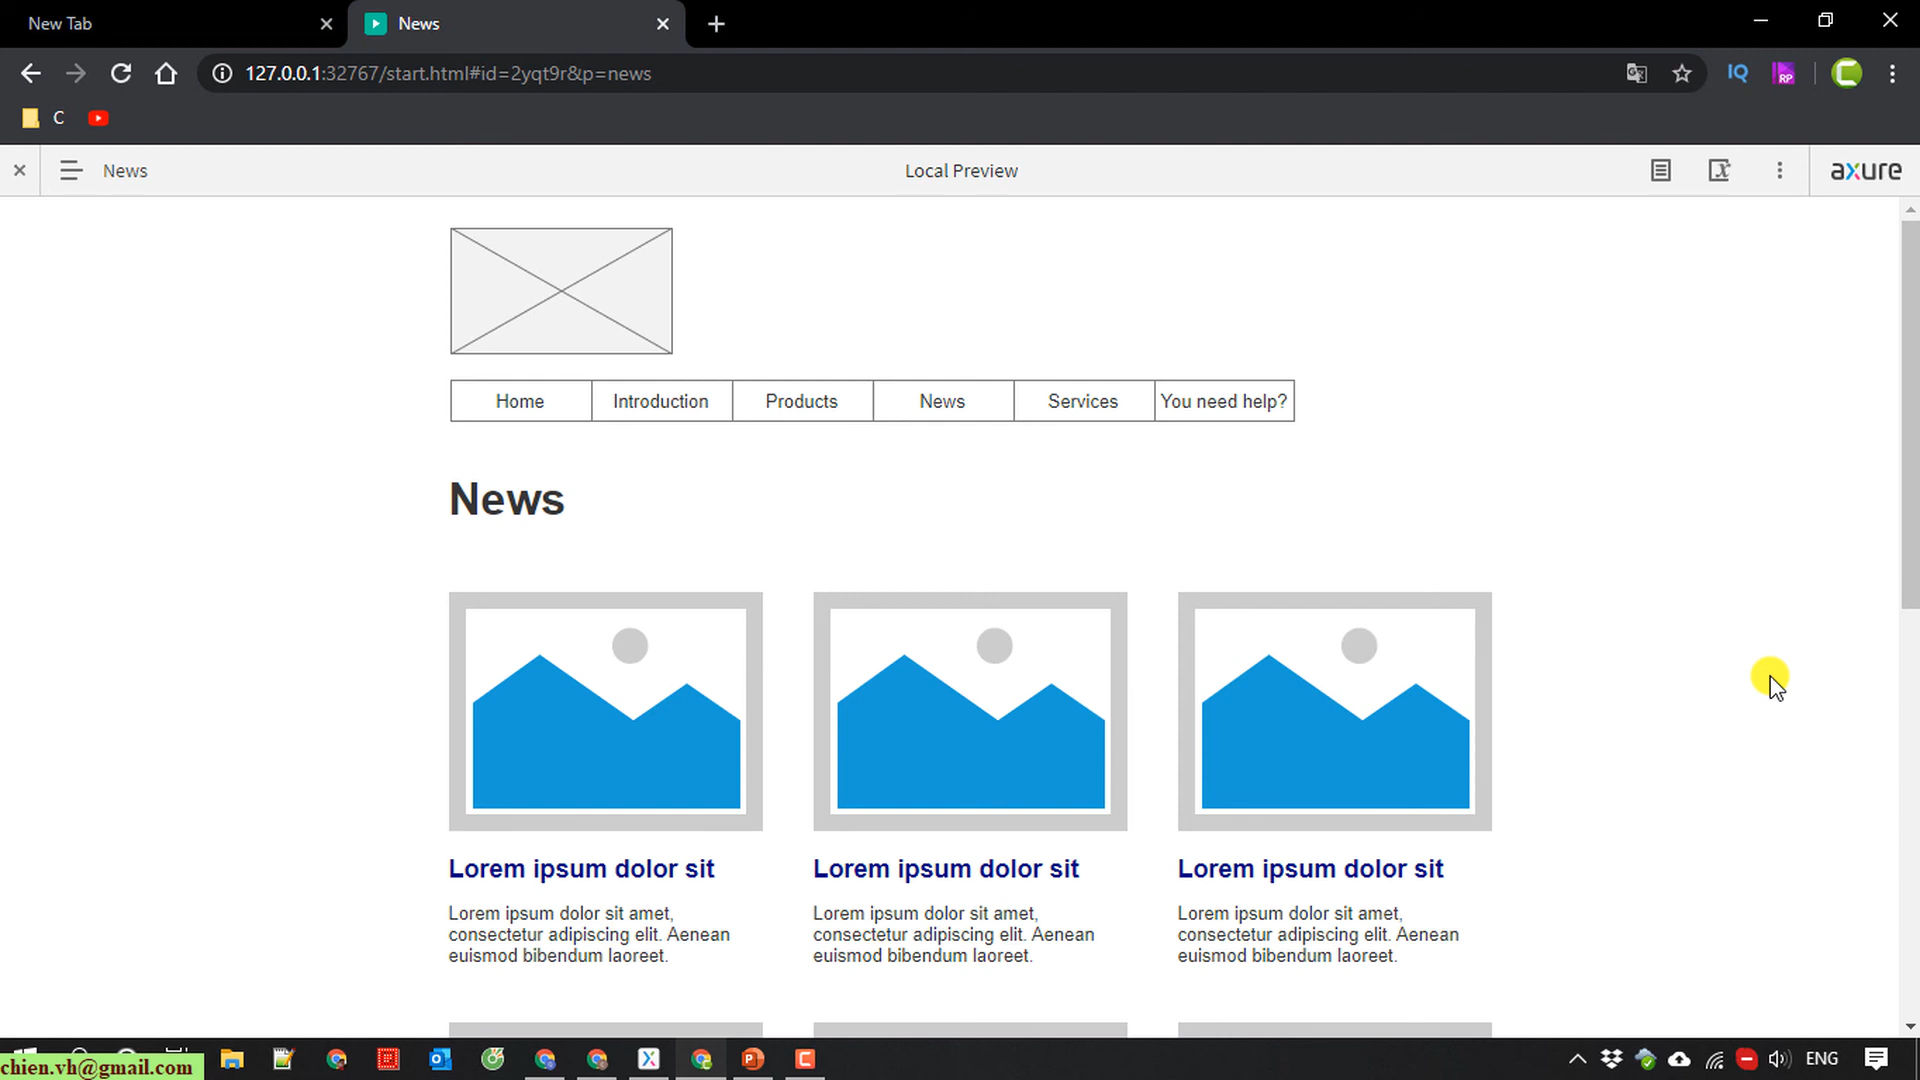 New Tab
News
127.0.0.1:32767/start.html#id=2yqt9r&p=news
IQ
RP
C
News
Local Preview
axure
Home
Introduction
Products
News
Services
You need help?
News
Lorem ipsum dolor sit
Lorem ipsum dolor sit amet,
consectetur adipiscing elit. Aenean
euismod bibendum laoreet.
Lorem ipsum dolor sit
Lorem ipsum dolor sit amet,
consectetur adipiscing elit. Aenean
euismod bibendum laoreet.
Lorem ipsum dolor sit
Lorem ipsum dolor sit amet,
consectetur adipiscing elit. Aenean
euismod bibendum laoreet.
chien.vh@gmail.com
ENG